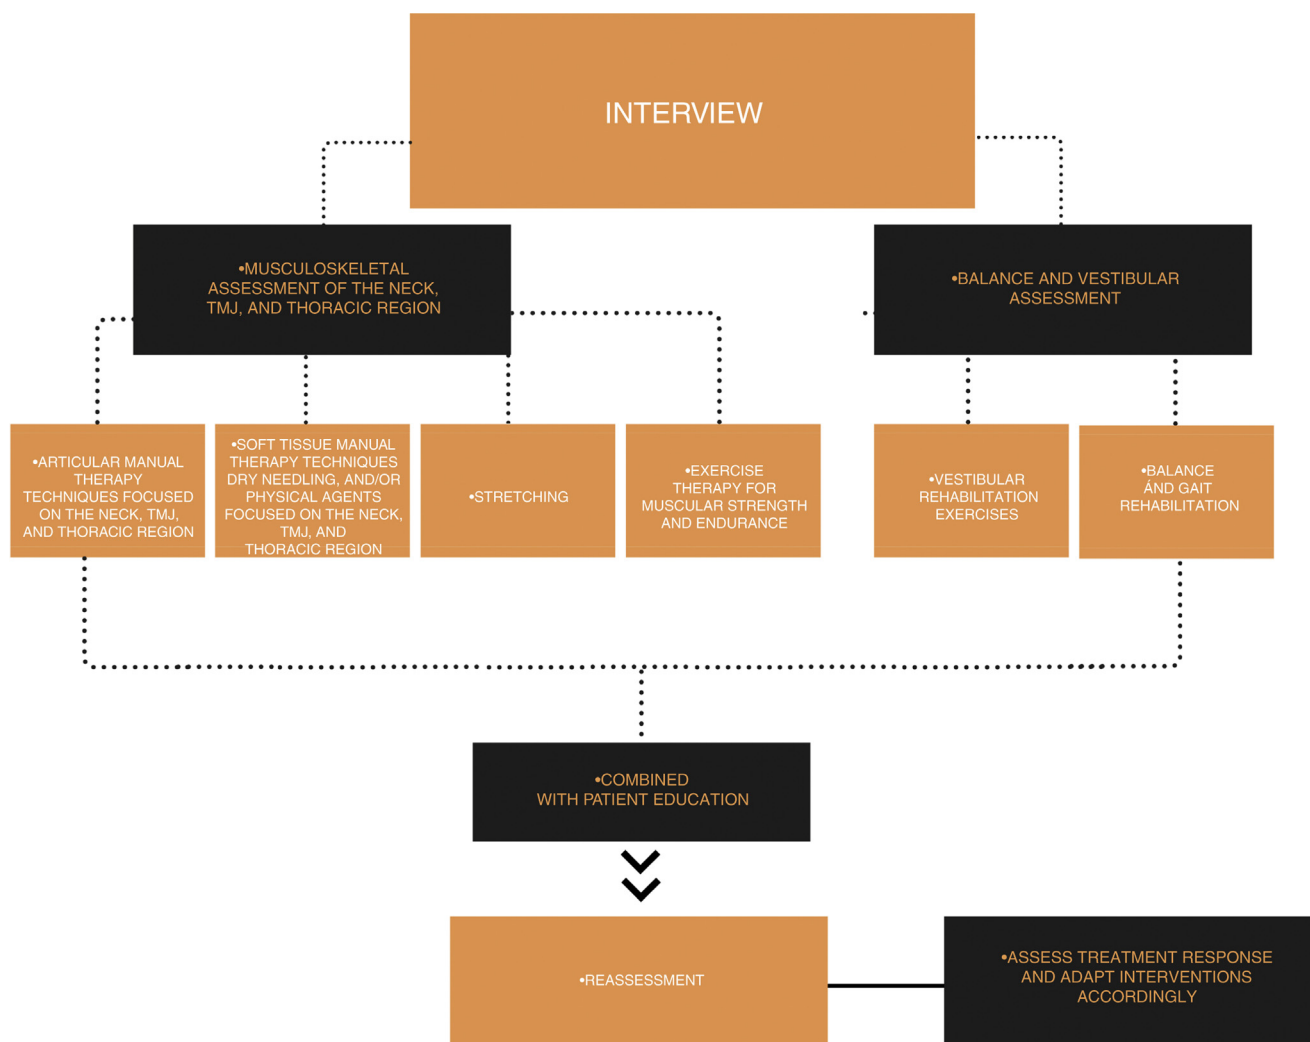 INTERVIEW
•MUSCULOSKELETAL
ASSESSMENT OF THE NECK,
TMJ, AND THORACIC REGION
•BALANCE AND VESTIBULAR
ASSESSMENT
•ARTICULAR MANUAL
THERAPY
TECHNIQUES FOCUSED
ON THE NECK, TMJ,
AND THORACIC REGION
•SOFT TISSUE MANUAL
THERAPY TECHNIQUES
DRY NEEDLING, AND/OR
PHYSICAL AGENTS
FOCUSED ON THE NECK,
TMJ, AND
THORACIC REGION
•STRETCHING
•EXERCISE
THERAPY FOR
MUSCULAR STRENGTH
AND ENDURANCE
•VESTIBULAR
REHABILITATION
EXERCISES
•BALANCE
ÁND GAIT
REHABILITATION
•COMBINED
WITH PATIENT EDUCATION
•REASSESSMENT
•ASSESS TREATMENT RESPONSE
AND ADAPT INTERVENTIONS
ACCORDINGLY